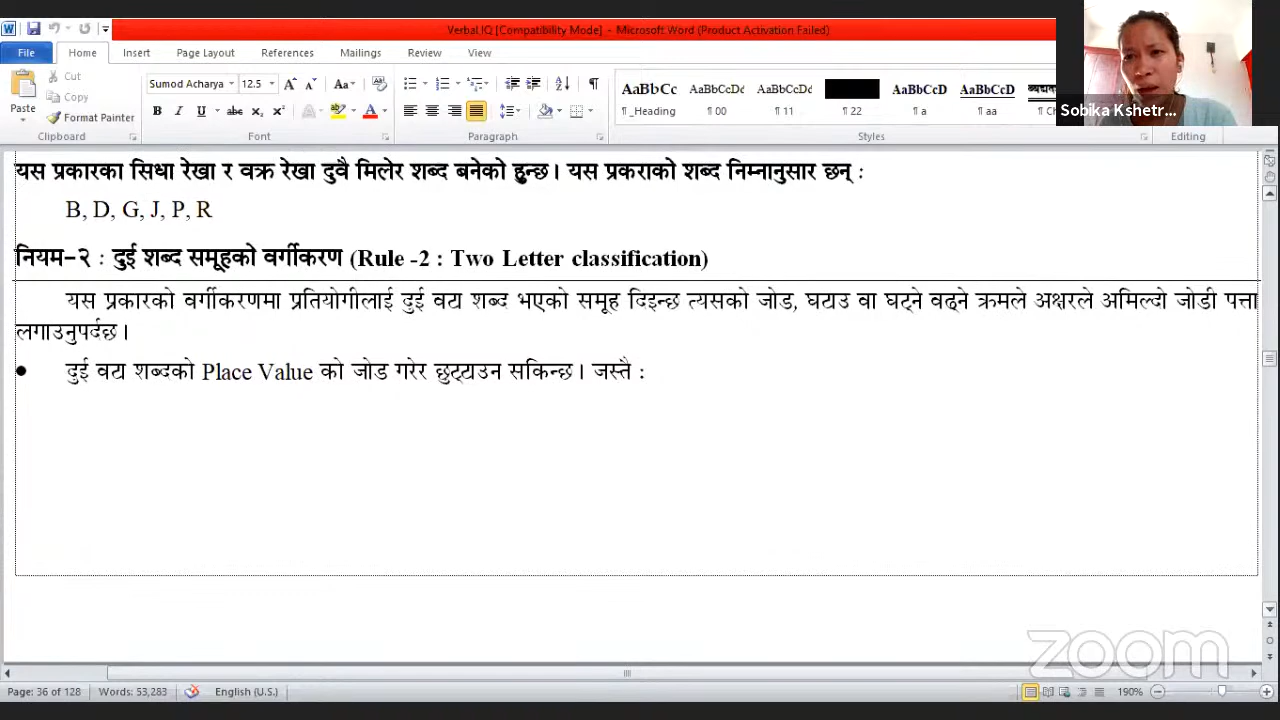 Verbal IQ [Compatibility Mode] - Microsoft Word (Product Activation Failed)
File Home Insert Page Layout References Mailings Review View
Paste
Cut
Copy
Format Painter
Sumod Acharya 12.5
AaBbCc AaBbCcDc AaBbCcDd AaBbCcD AaBbCcD
¶_Heading ¶ 00 ¶ 11 ¶ 22 ¶ a ¶ aa
Clipboard Font Paragraph Styles Editing
Sobika Kshetr...
यस प्रकारका सिधा रेखा र वक्र रेखा दुवै मिलेर शब्द बनेको हुन्छ। यस प्रकराको शब्द निम्नानुसार छन् :
B, D, G, J, P, R
नियम–२ : दुई शब्द समूहको वर्गीकरण (Rule -2 : Two Letter classification)
यस प्रकारको वर्गीकरणमा प्रतियोगीलाई दुई वटा शब्द भएको समूह दिइन्छ त्यसको जोड, घटाउ वा घट्ने वढ्ने क्रमले अक्षरले अमिल्दो जोडी पत्ता
लगाउनुपर्दछ।
● दुई वटा शब्दको Place Value को जोड गरेर छुट्टाउन सकिन्छ। जस्तै :
zoom
Page: 36 of 128 Words: 53,283 English (U.S.) 190%